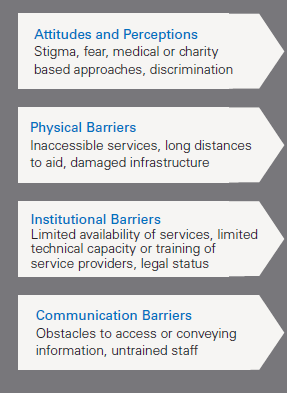 Attitudes and Perceptions
Stigma, fear, medical or charity
based approaches, discrimination
Physical Barriers
Inaccessible services, long distances
to aid, damaged infrastructure
Institutional Barriers
Limited availability of services, limited
technical capacity or training of
service providers, legal status
Communication Barriers
Obstacles to access or conveying
information, untrained staff